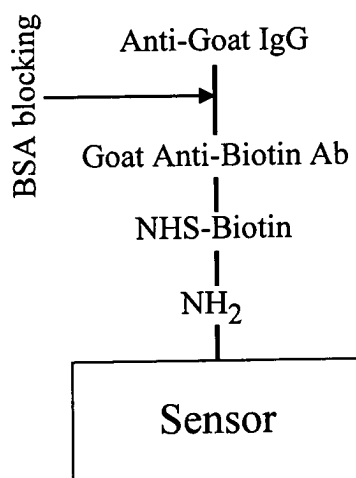 Anti-Goat IgG
BSA blocking
Goat Anti-Biotin Ab
NHS-Biotin
NH₂
Sensor